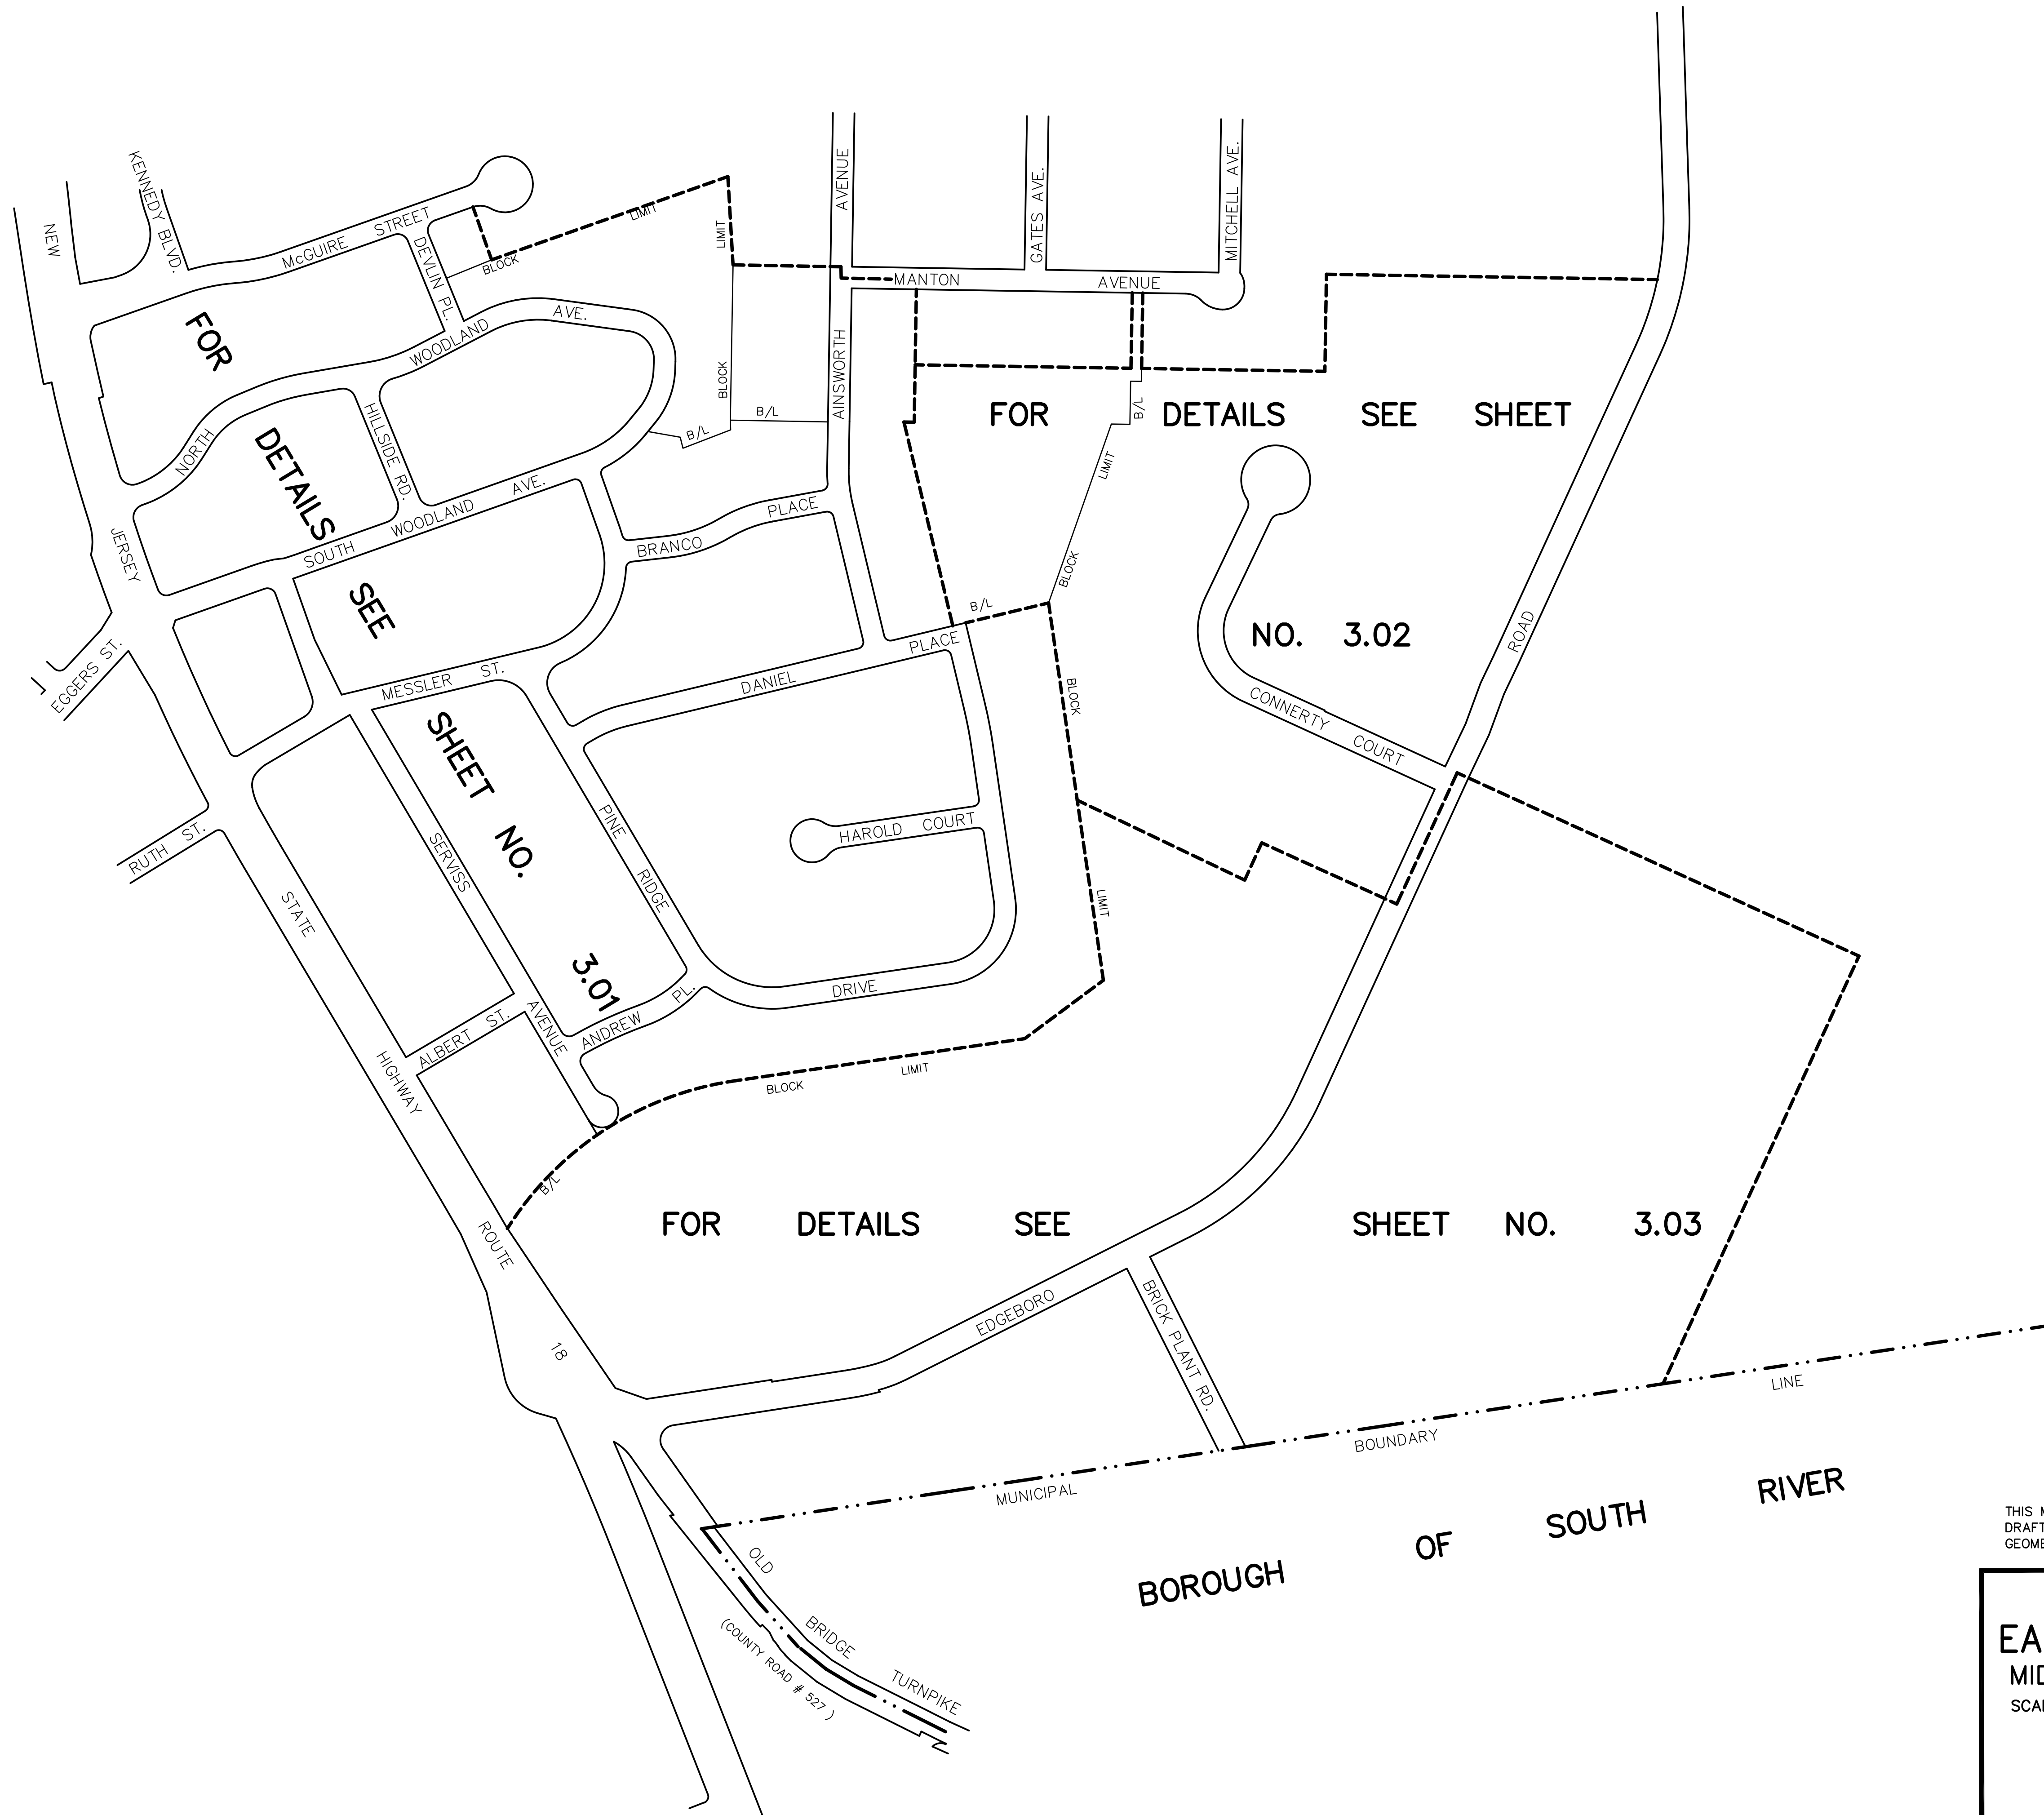 NEW JERSEY STATE HIGHWAY ROUTE 18
KENNEDY BLVD.
McGUIRE STREET
DEVLIN PL.
BLOCK LIMIT
LIMIT
BLOCK
B/L
B/L
NORTH WOODLAND AVE.
HILLSIDE RD.
SOUTH WOODLAND AVE.
AINSWORTH AVENUE
GATES AVE.
MITCHELL AVE.
MANTON AVENUE
BRANCO PLACE
EGGERS ST.
MESSLER ST.
DANIEL PLACE
RUTH ST.
SERVISS AVENUE
PINE RIDGE DRIVE
HAROLD COURT
ALBERT ST.
ANDREW PL.
FOR DETAILS SEE SHEET NO. 3.01
B/L
BLOCK LIMIT
B/L
BLOCK LIMIT
BLOCK LIMIT
B/L
FOR DETAILS SEE SHEET
NO. 3.02
CONNERTY COURT
EDGEBORO ROAD
FOR DETAILS SEE SHEET NO. 3.03
BRICK PLANT RD.
MUNICIPAL BOUNDARY LINE
BOROUGH OF SOUTH RIVER
OLD BRIDGE TURNPIKE
(COUNTY ROAD # 527 )
THIS